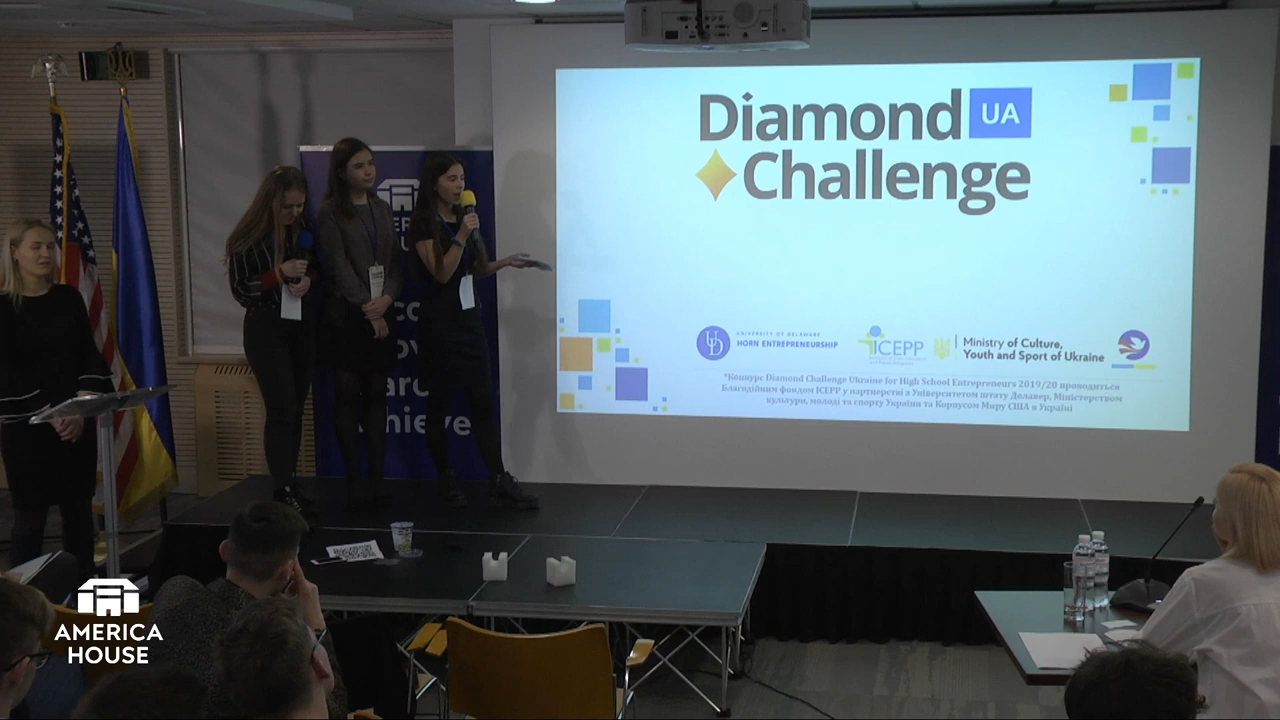 Diamond UA
Challenge
UNIVERSITY OF DELAWARE
HORN ENTREPRENEURSHIP
UD
ICEPP
Ministry of Culture,
Youth and Sport of Ukraine
*Конкурс Diamond Challenge Ukraine for High School Entrepreneurs 2019/20 проводиться
Благодійним фондом ICEPP у партнерстві з Університетом штату Делавер, Міністерством
культури, молоді та спорту України та Корпусом Миру США в Україні
AMERICA
HOUSE